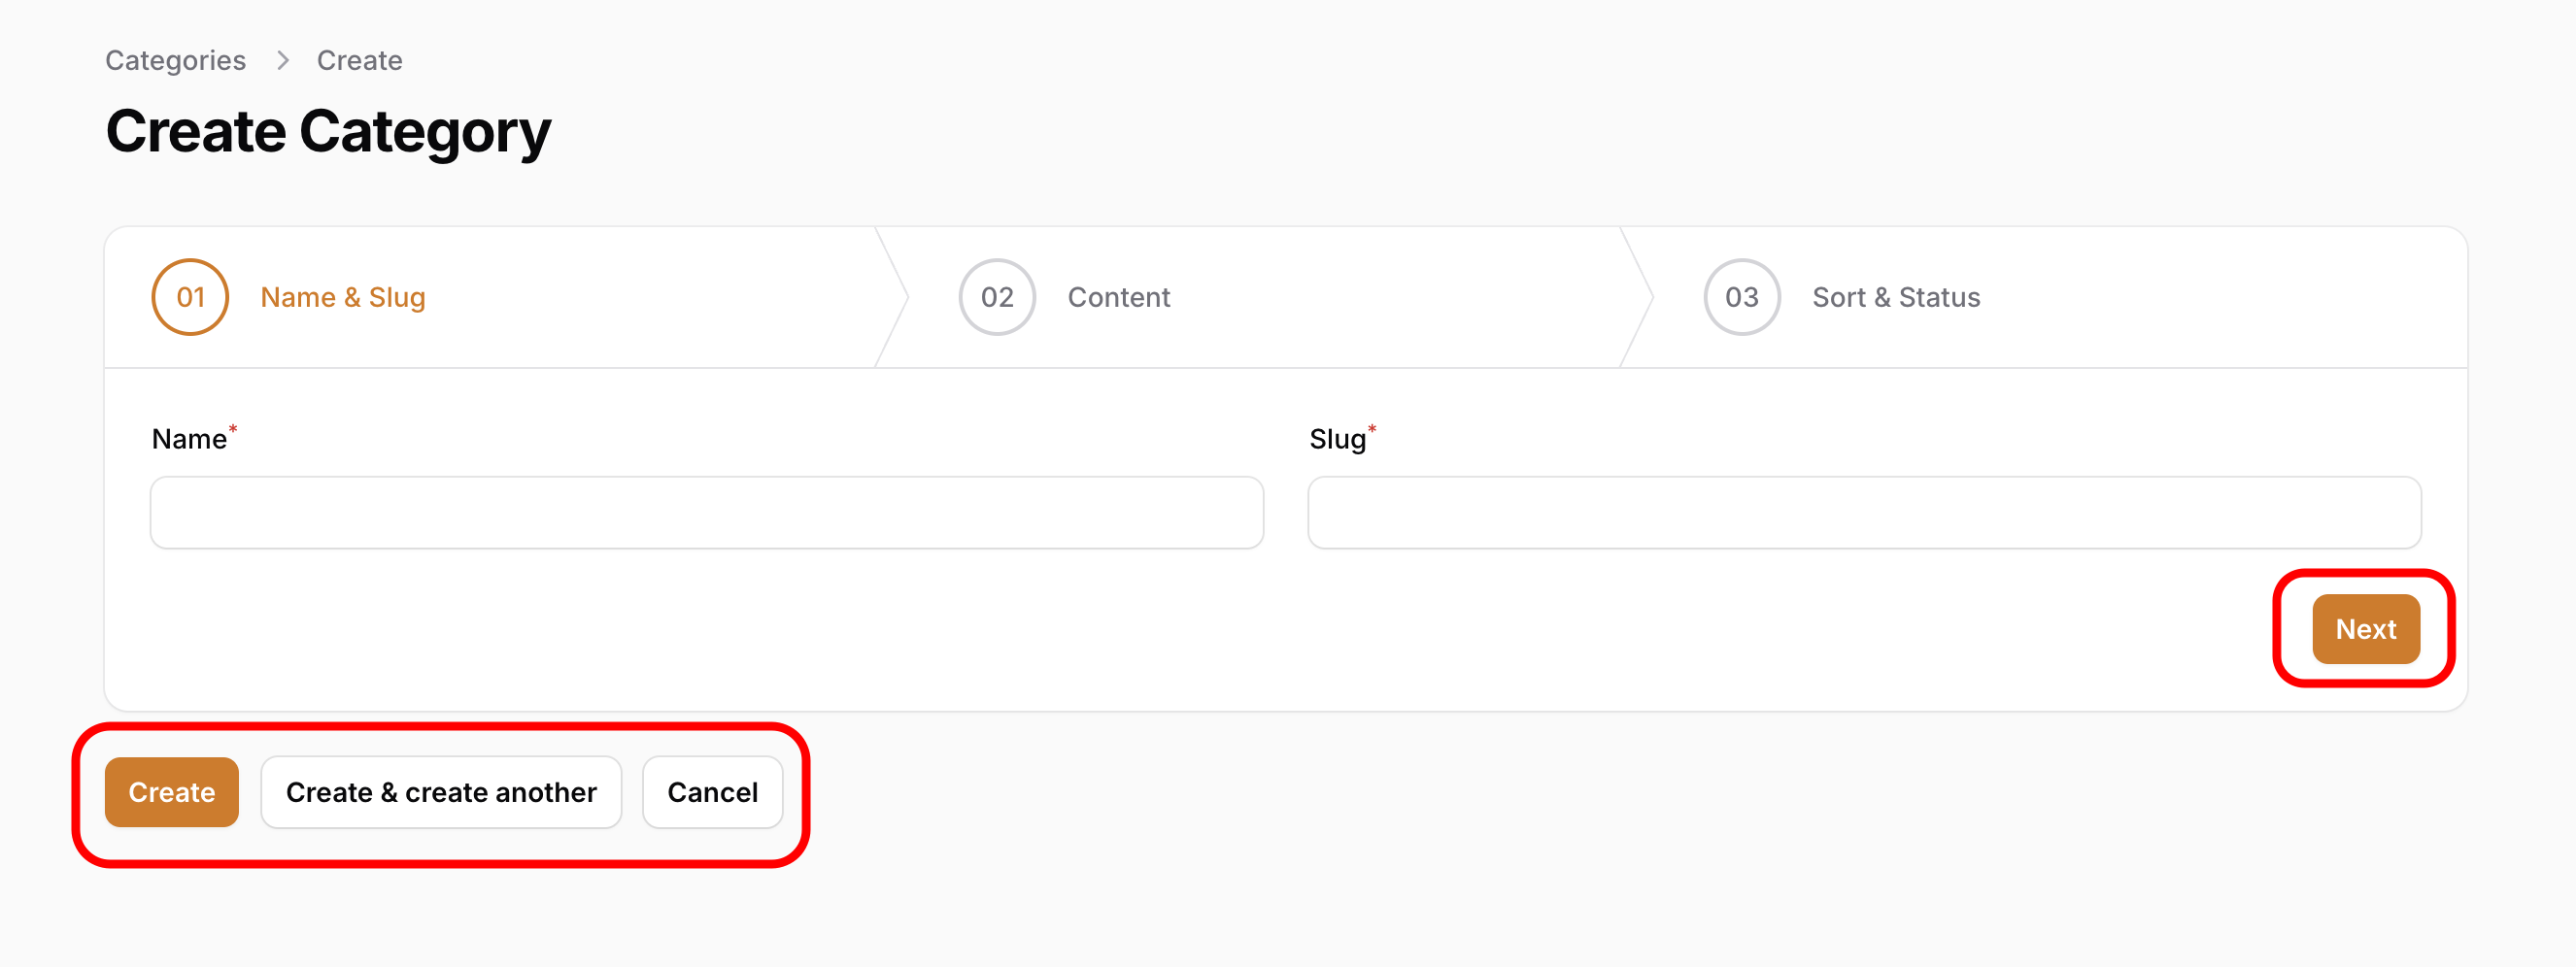 Categories > Create
Create Category
01 Name & Slug 02 Content 03 Sort & Status
Name* Slug*
Next
Create Create & create another Cancel